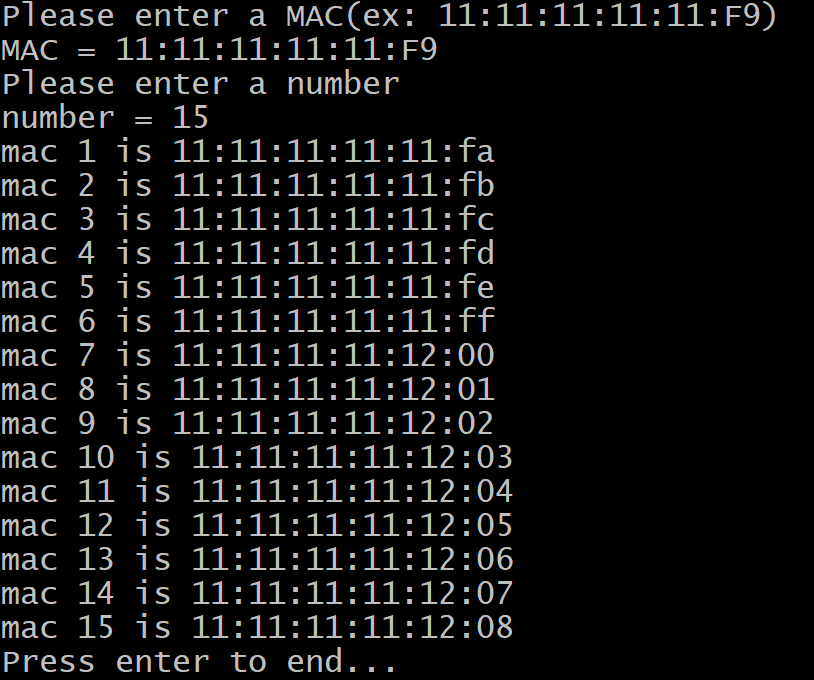 Please enter a MAC(ex: 11:11:11:11:11:F9)
MAC = 11:11:11:11:11:F9
Please enter a number
number = 15
mac 1 is 11:11:11:11:11:fa
mac 2 is 11:11:11:11:11:fb
mac 3 is 11:11:11:11:11:fc
mac 4 is 11:11:11:11:11:fd
mac 5 is 11:11:11:11:11:fe
mac 6 is 11:11:11:11:11:ff
mac 7 is 11:11:11:11:12:00
mac 8 is 11:11:11:11:12:01
mac 9 is 11:11:11:11:12:02
mac 10 is 11:11:11:11:12:03
mac 11 is 11:11:11:11:12:04
mac 12 is 11:11:11:11:12:05
mac 13 is 11:11:11:11:12:06
mac 14 is 11:11:11:11:12:07
mac 15 is 11:11:11:11:12:08
Press enter to end...